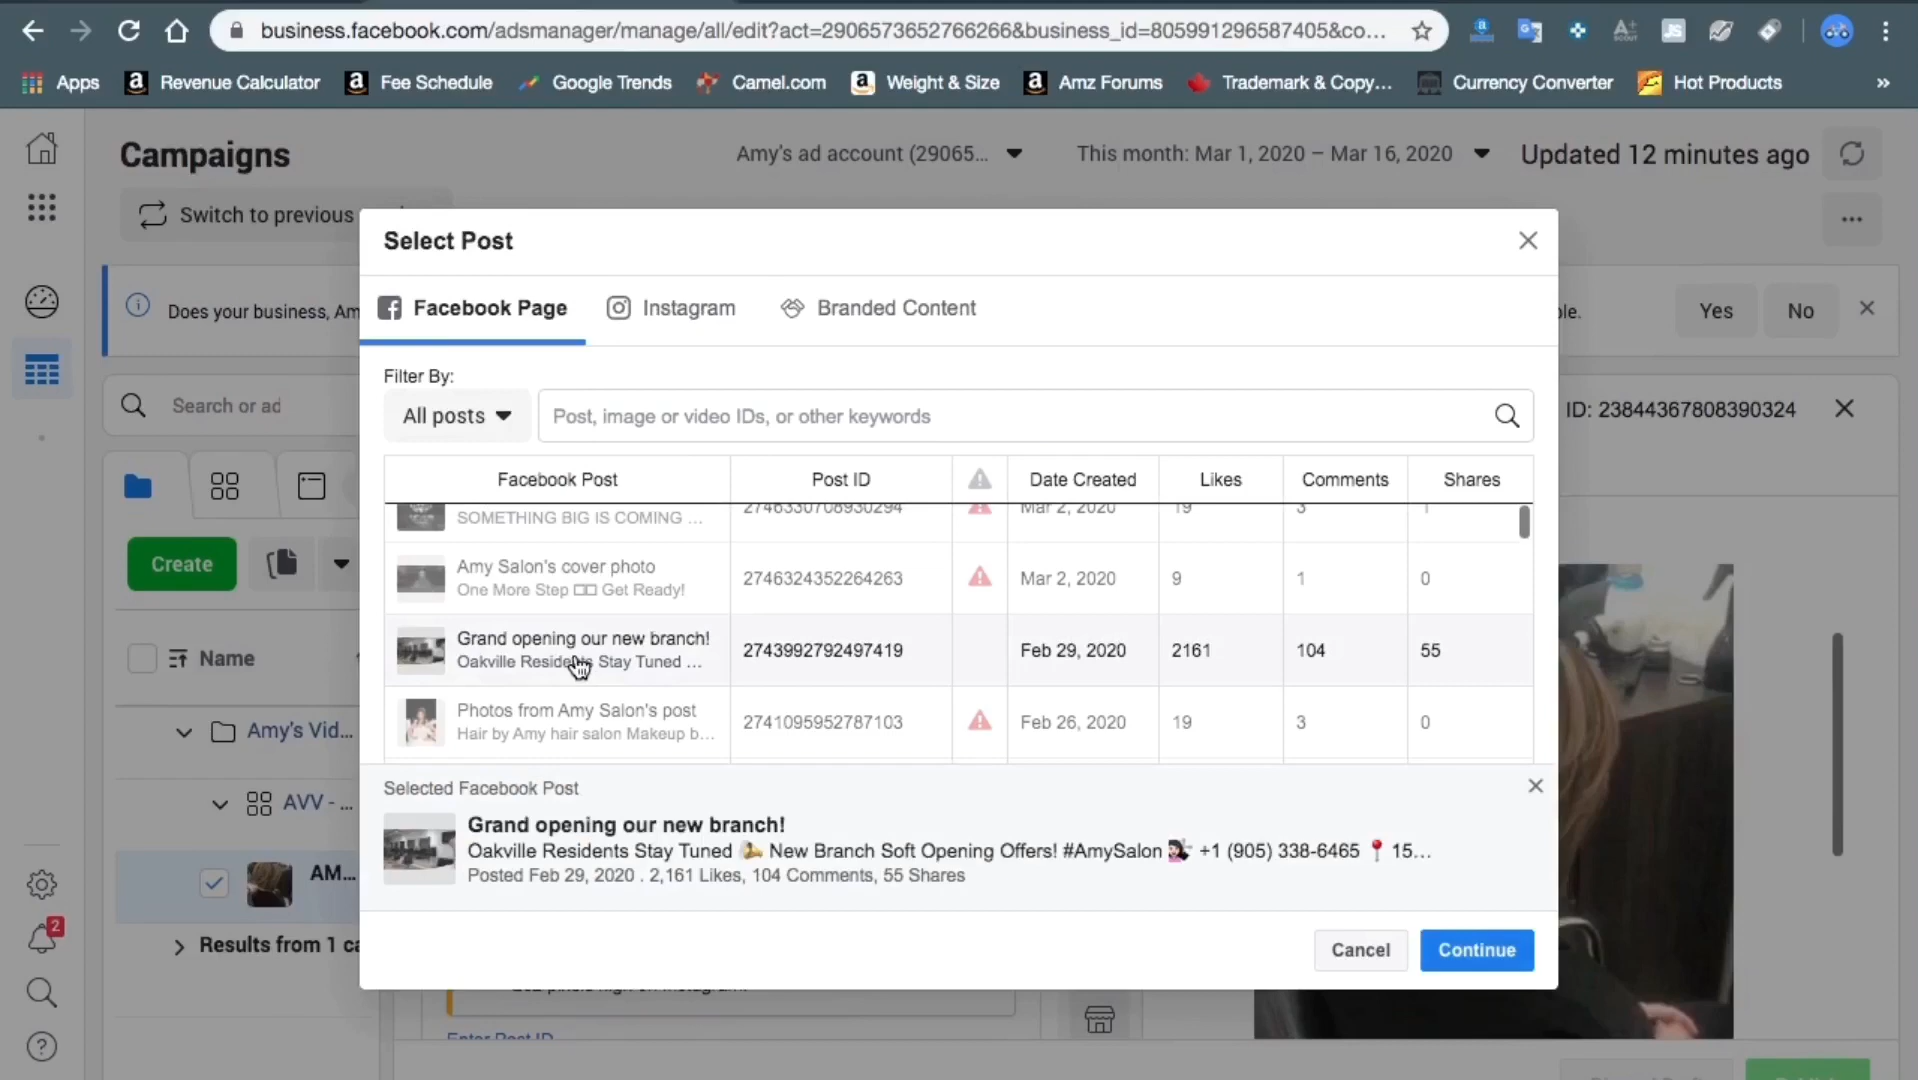 business.facebook.com/adsmanager/manage/all/edit?act=2906573652766266&business_id=805991296587405&co...
Apps
Revenue Calculator
Fee Schedule
Google Trends
Camel.com
Weight & Size
Amz Forums
Trademark & Copy...
Currency Converter
Hot Products
»
Campaigns
Amy's ad account (29065...
This month: Mar 1, 2020 – Mar 16, 2020
Updated 12 minutes ago
Switch to previous
Select Post
Does your business, Am
ple.
Yes
No
Facebook Page
Instagram
Branded Content
Filter By:
All posts
Post, image or video IDs, or other keywords
Search or ad
ID: 23844367808390324
Facebook Post
Post ID
Date Created
Likes
Comments
Shares
SOMETHING BIG IS COMING ...
2746330708930294
Mar 2, 2020
19
3
1
Amy Salon's cover photo
One More Step Get Ready!
2746324352264263
Mar 2, 2020
9
1
0
Grand opening our new branch!
Oakville Residents Stay Tuned ...
2743992792497419
Feb 29, 2020
2161
104
55
Photos from Amy Salon's post
Hair by Amy hair salon Makeup b...
2741095952787103
Feb 26, 2020
19
3
0
Create
Name
Amy's Vid...
AVV - ...
AM...
Results from 1 ca
Selected Facebook Post
Grand opening our new branch!
Oakville Residents Stay Tuned 💫 New Branch Soft Opening Offers! #AmySalon 💇🏻‍♀️ +1 (905) 338-6465 📍 15...
Posted Feb 29, 2020 . 2,161 Likes, 104 Comments, 55 Shares
Cancel
Continue
2
Enter Post ID